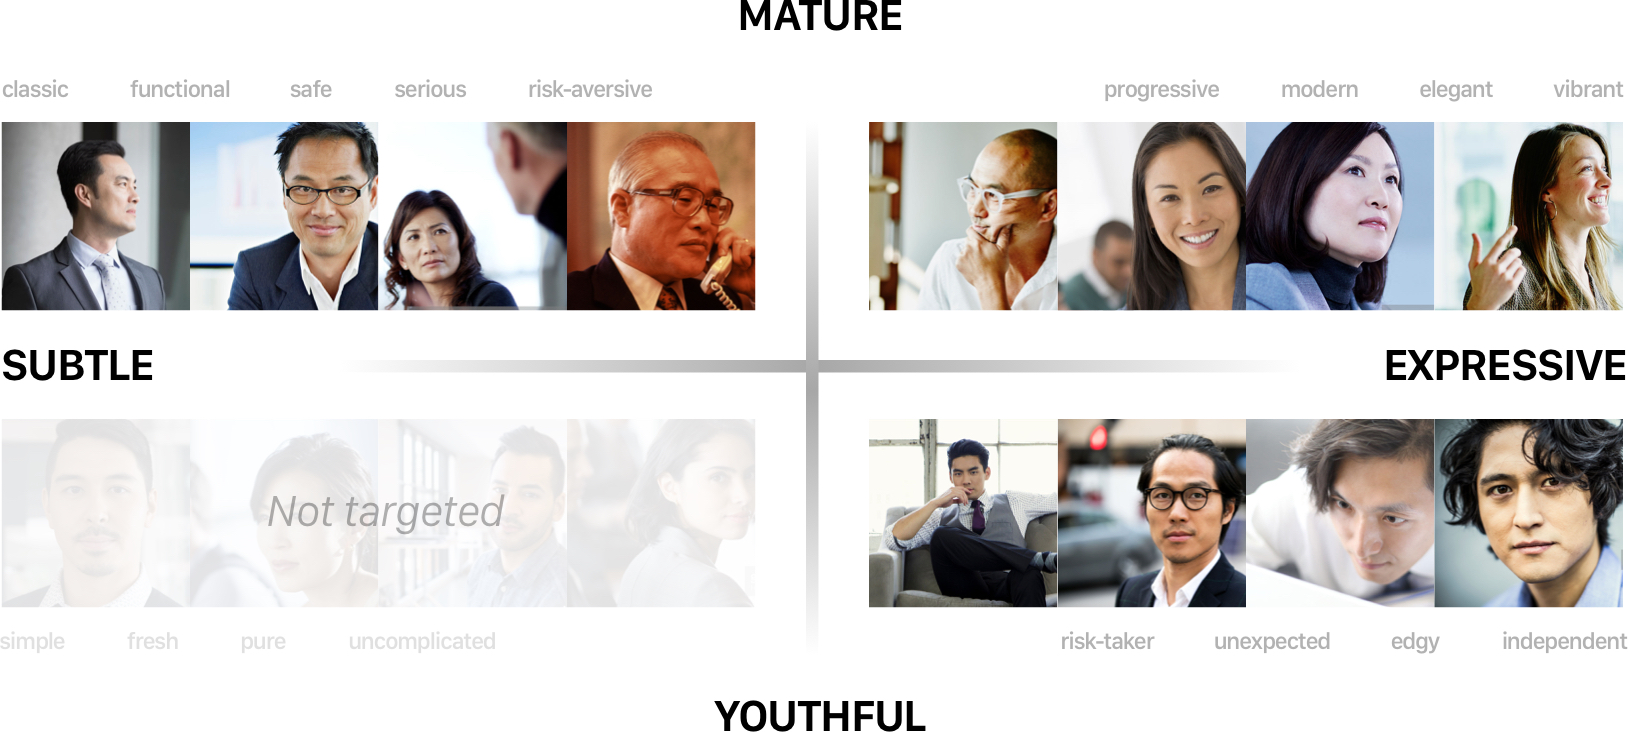 MATURE
classic functional safe serious risk-aversive
progressive modern elegant vibrant
SUBTLE
EXPRESSIVE
Not targeted
simple fresh pure uncomplicated
risk-taker unexpected edgy independent
YOUTHFUL